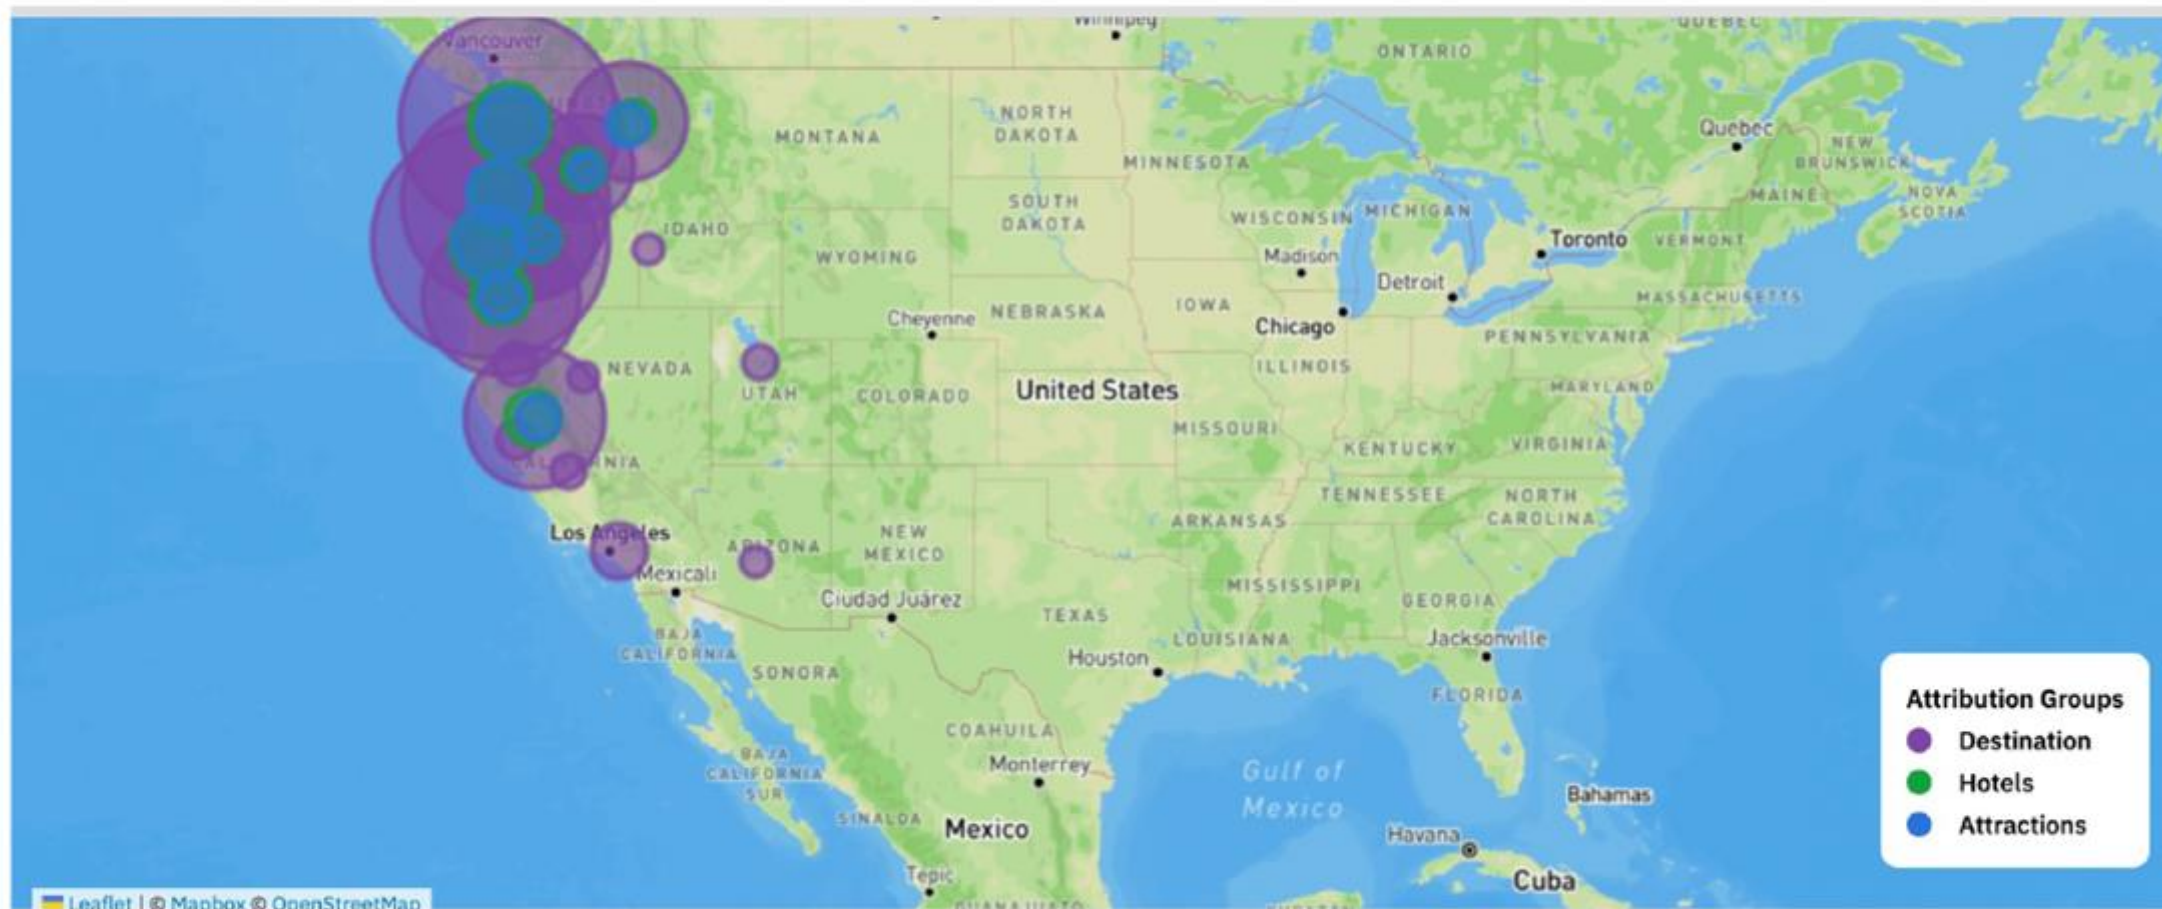 Vancouver
Winnipeg
ONTARIO
QUEBEC
MONTANA
NORTH
DAKOTA
MINNESOTA
Quebec
NEW
BRUNSWICK
MAINE
NOVA
SCOTIA
SOUTH
DAKOTA
WISCONSIN
MICHIGAN
IDAHO
WYOMING
Madison
Toronto
VERMONT
Detroit
MASSACHUSETTS
Cheyenne
NEBRASKA
IOWA
Chicago
PENNSYLVANIA
NEVADA
UTAH
COLORADO
United States
ILLINOIS
MARYLAND
MISSOURI
KENTUCKY
VIRGINIA
CALIFORNIA
TENNESSEE
NORTH
CAROLINA
ARKANSAS
Los Angeles
ARIZONA
NEW
MEXICO
Mexicali
Ciudad Juárez
TEXAS
MISSISSIPPI
GEORGIA
BAJA
CALIFORNIA
SONORA
Houston
LOUISIANA
Jacksonville
FLORIDA
COAHUILA
Monterrey
BAJA
CALIFORNIA
SUR
SINALOA
Mexico
Gulf of
Mexico
Bahamas
Havana
Cuba
Tepic
GUANAJUATO
Attribution Groups
Destination
Hotels
Attractions
Leaflet | © Mapbox © OpenStreetMap